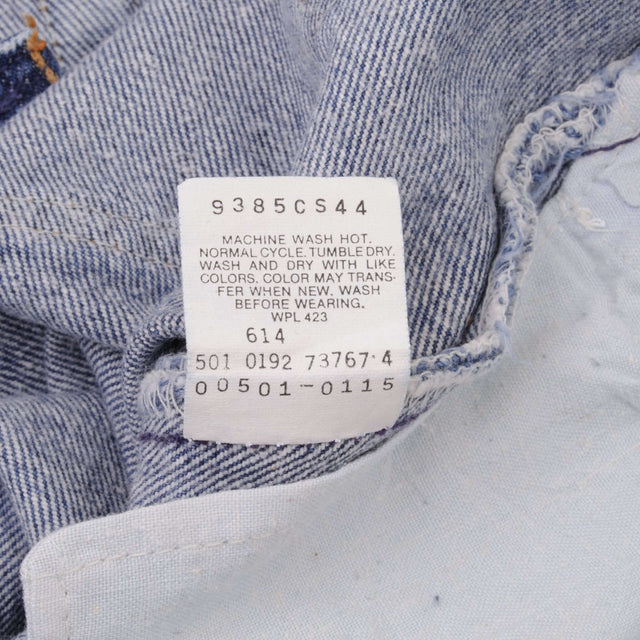 9385CS44
MACHINE WASH HOT.
NORMAL CYCLE. TUMBLE DRY.
WASH AND DRY WITH LIKE
COLORS. COLOR MAY TRANS-
FER WHEN NEW. WASH
BEFORE WEARING.
WPL 423
614
501 0192 73767·4
00501-0115